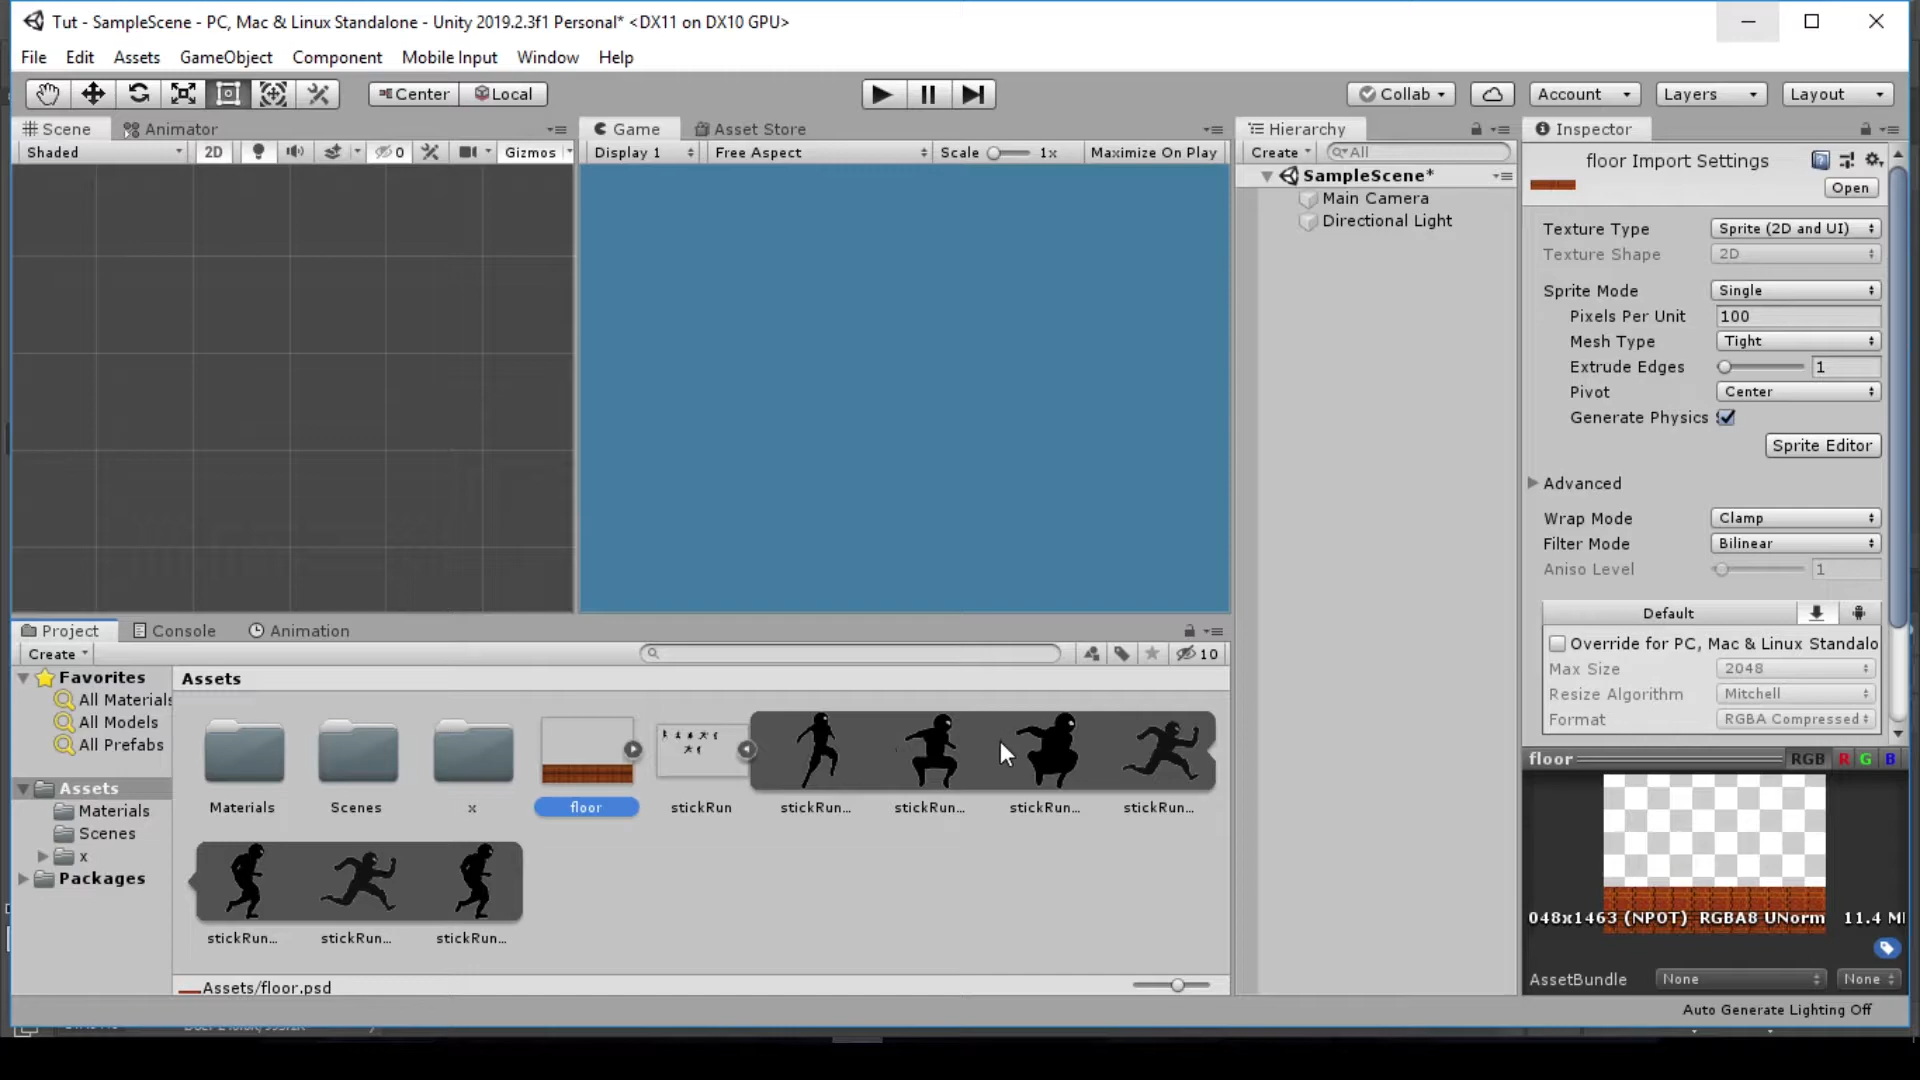 Tut - SampleScene - PC, Mac & Linux Standalone - Unity 2019.2.3f1 Personal* <DX11 on DX10 GPU>
File Edit Assets GameObject Component Mobile Input Window Help
Center Local Collab Account Layers Layout
Scene Animator Game Asset Store Hierarchy Inspector
Shaded 2D 0 Gizmos Display 1 Free Aspect Scale 1x Maximize On Play Create All
floor Import Settings
Open
SampleScene*
Main Camera
Directional Light
Texture Type Sprite (2D and UI)
Texture Shape 2D
Sprite Mode Single
Pixels Per Unit 100
Mesh Type Tight
Extrude Edges 1
Pivot Center
Generate Physics
Sprite Editor
Advanced
Wrap Mode Clamp
Filter Mode Bilinear
Aniso Level 1
Default
Override for PC, Mac & Linux Standalo
Max Size 2048
Resize Algorithm Mitchell
Format RGBA Compressed
Project Console Animation
Create 10
Favorites
All Materials
All Models
All Prefabs
Assets
Materials
Scenes
x
Packages
Assets
Materials Scenes x floor stickRun stickRun... stickRun... stickRun... stickRun...
stickRun... stickRun... stickRun...
Assets/floor.psd
floor RGB R G B
048x1463 (NPOT) RGBA8 UNorm 11.4 M
AssetBundle None None
Auto Generate Lighting Off